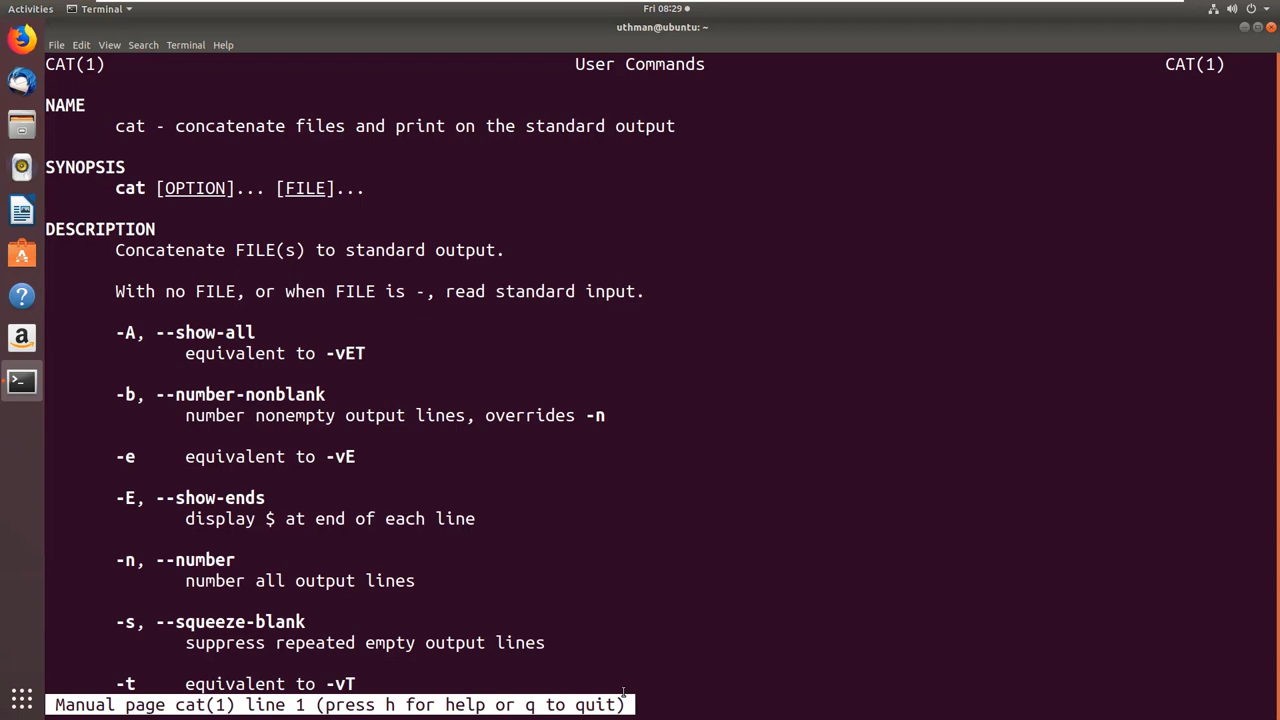 Activities Terminal Fri 08:29
uthman@ubuntu: ~
File Edit View Search Terminal Help
CAT(1) User Commands CAT(1)
NAME
cat - concatenate files and print on the standard output
SYNOPSIS
cat [OPTION]... [FILE]...
DESCRIPTION
Concatenate FILE(s) to standard output.
With no FILE, or when FILE is -, read standard input.
-A, --show-all
equivalent to -vET
-b, --number-nonblank
number nonempty output lines, overrides -n
-e equivalent to -vE
-E, --show-ends
display $ at end of each line
-n, --number
number all output lines
-s, --squeeze-blank
suppress repeated empty output lines
-t equivalent to -vT
Manual page cat(1) line 1 (press h for help or q to quit)